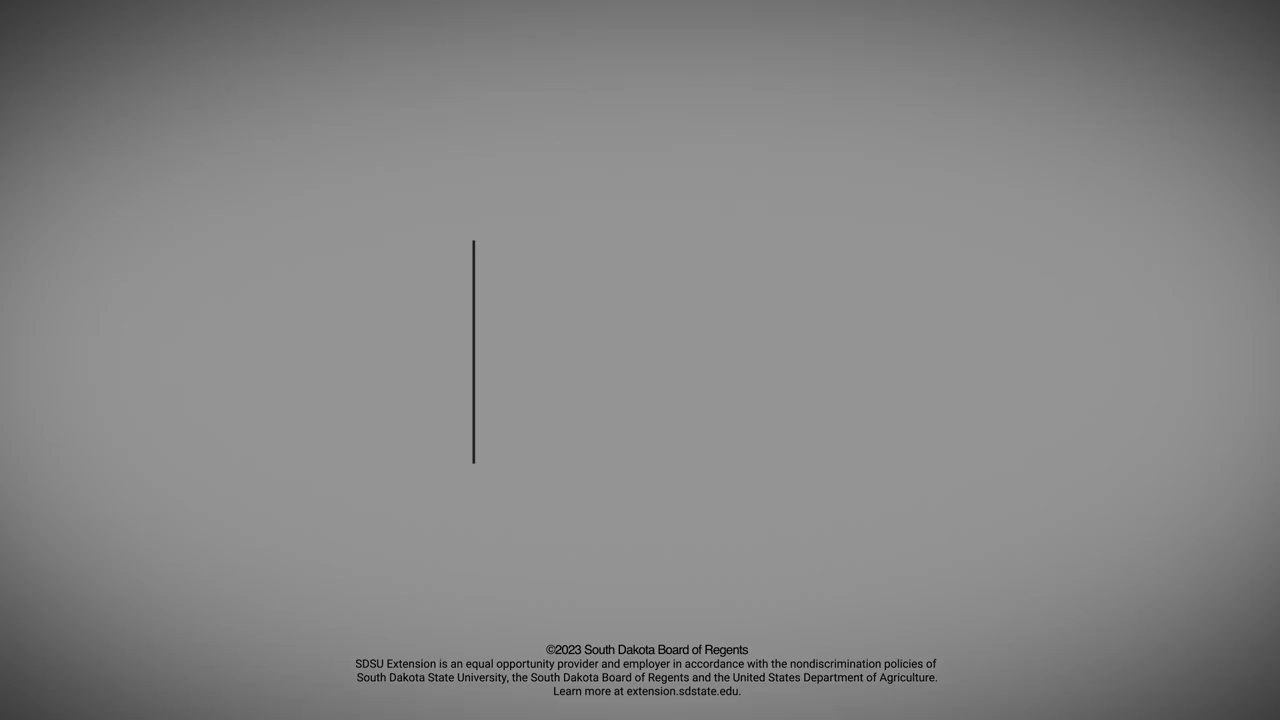 ©2023 South Dakota Board of Regents
SDSU Extension is an equal opportunity provider and employer in accordance with the nondiscrimination policies of
South Dakota State University, the South Dakota Board of Regents and the United States Department of Agriculture.
Learn more at extension.sdstate.edu.